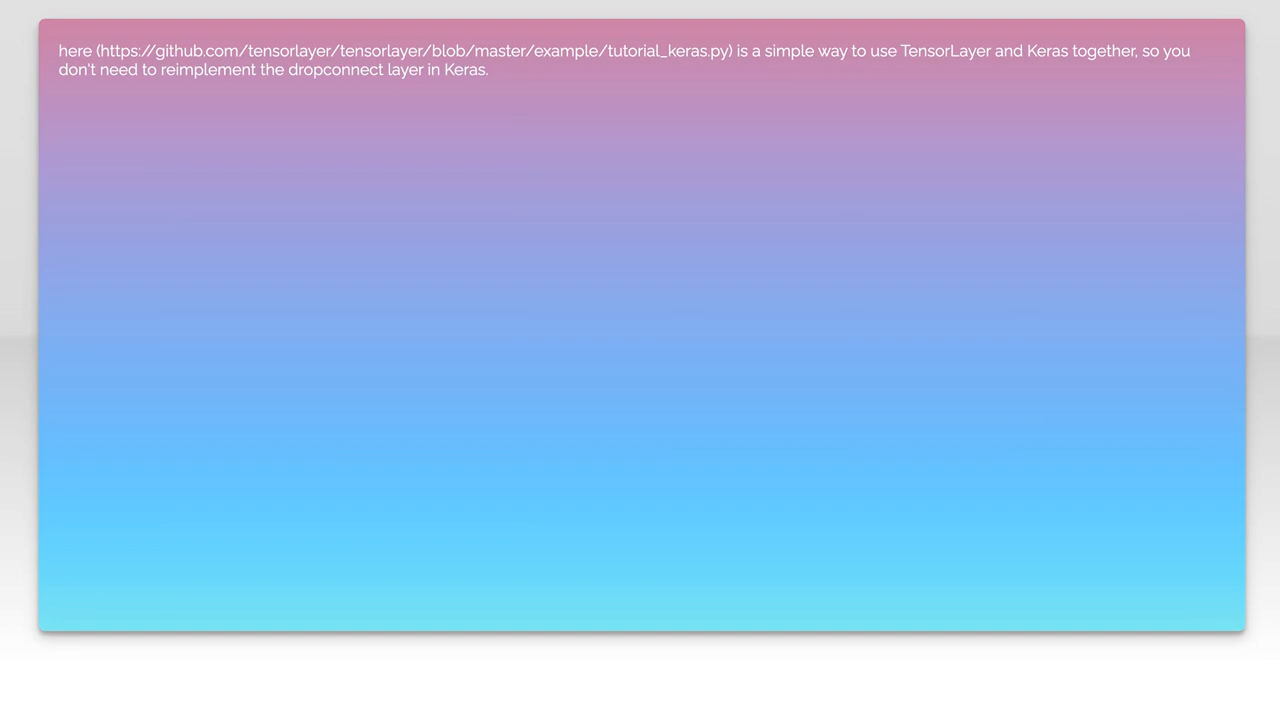 here (https://github.com/tensorlayer/tensorlayer/blob/master/example/tutorial_keras.py) is a simple way to use TensorLayer and Keras together, so you
don't need to reimplement the dropconnect layer in Keras.